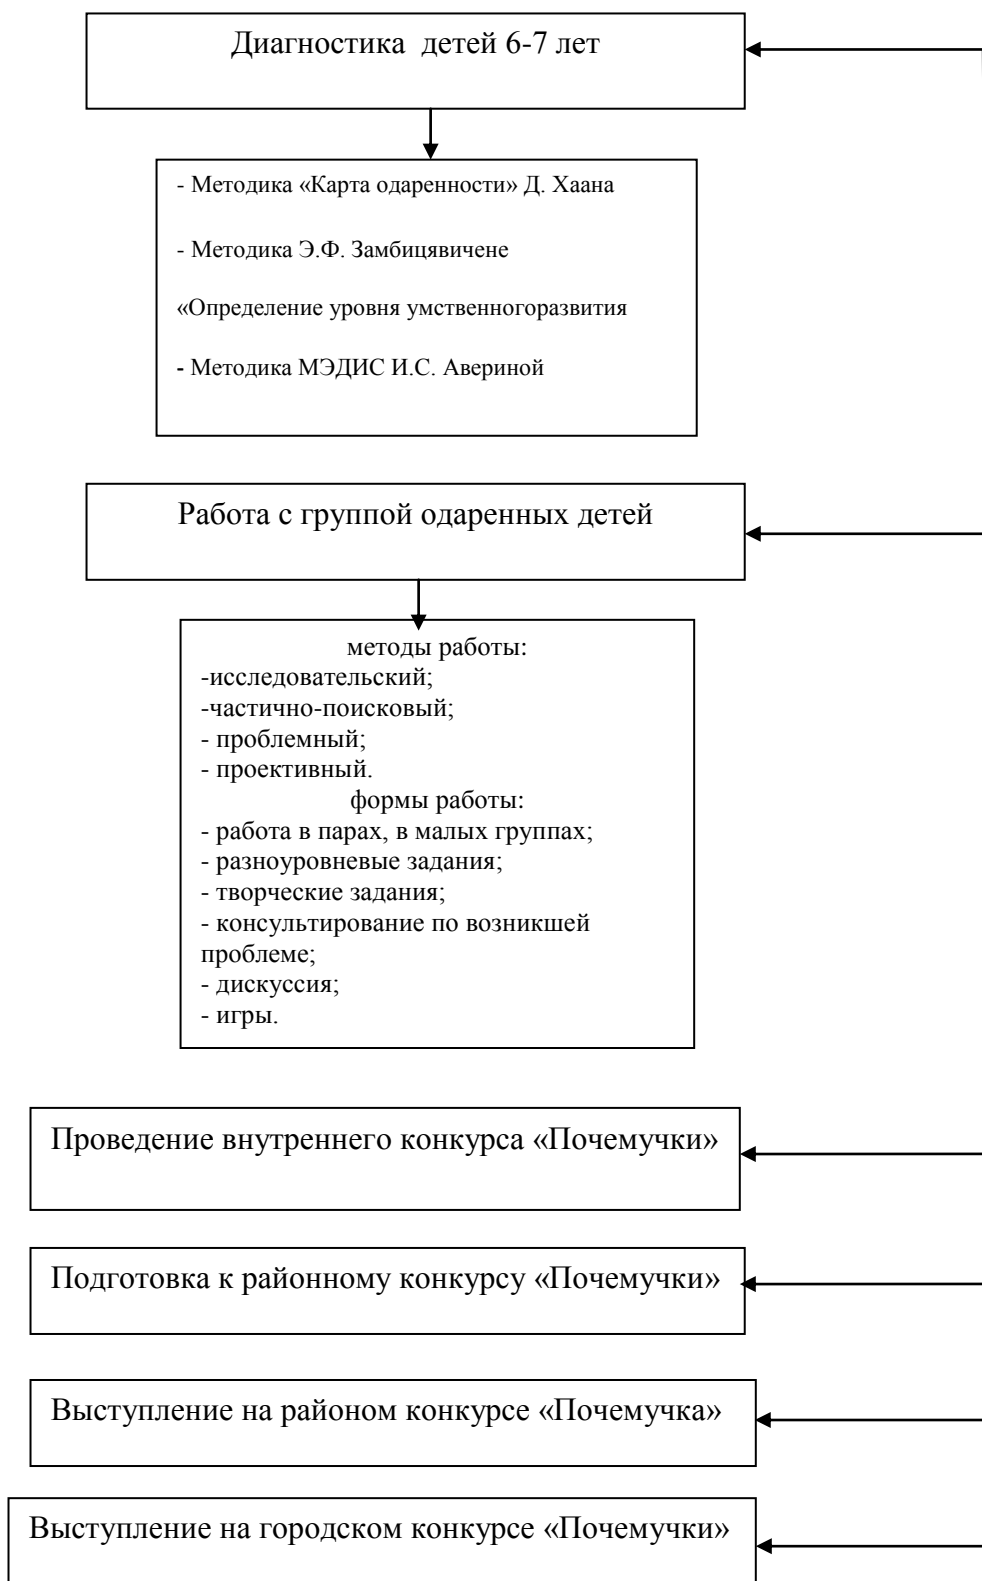 Диагностика детей 6-7 лет
- Методика «Карта одаренности» Д. Хаана
- Методика Э.Ф. Замбицявичене
«Определение уровня умственногоразвития
- Методика МЭДИС И.С. Авериной
Работа с группой одаренных детей
методы работы:
-исследовательский;
-частично-поисковый;
- проблемный;
- проективный.
формы работы:
- работа в парах, в малых группах;
- разноуровневые задания;
- творческие задания;
- консультирование по возникшей
проблеме;
- дискуссия;
- игры.
Проведение внутреннего конкурса «Почемучки»
Подготовка к районному конкурсу «Почемучки»
Выступление на районом конкурсе «Почемучка»
Выступление на городском конкурсе «Почемучки»